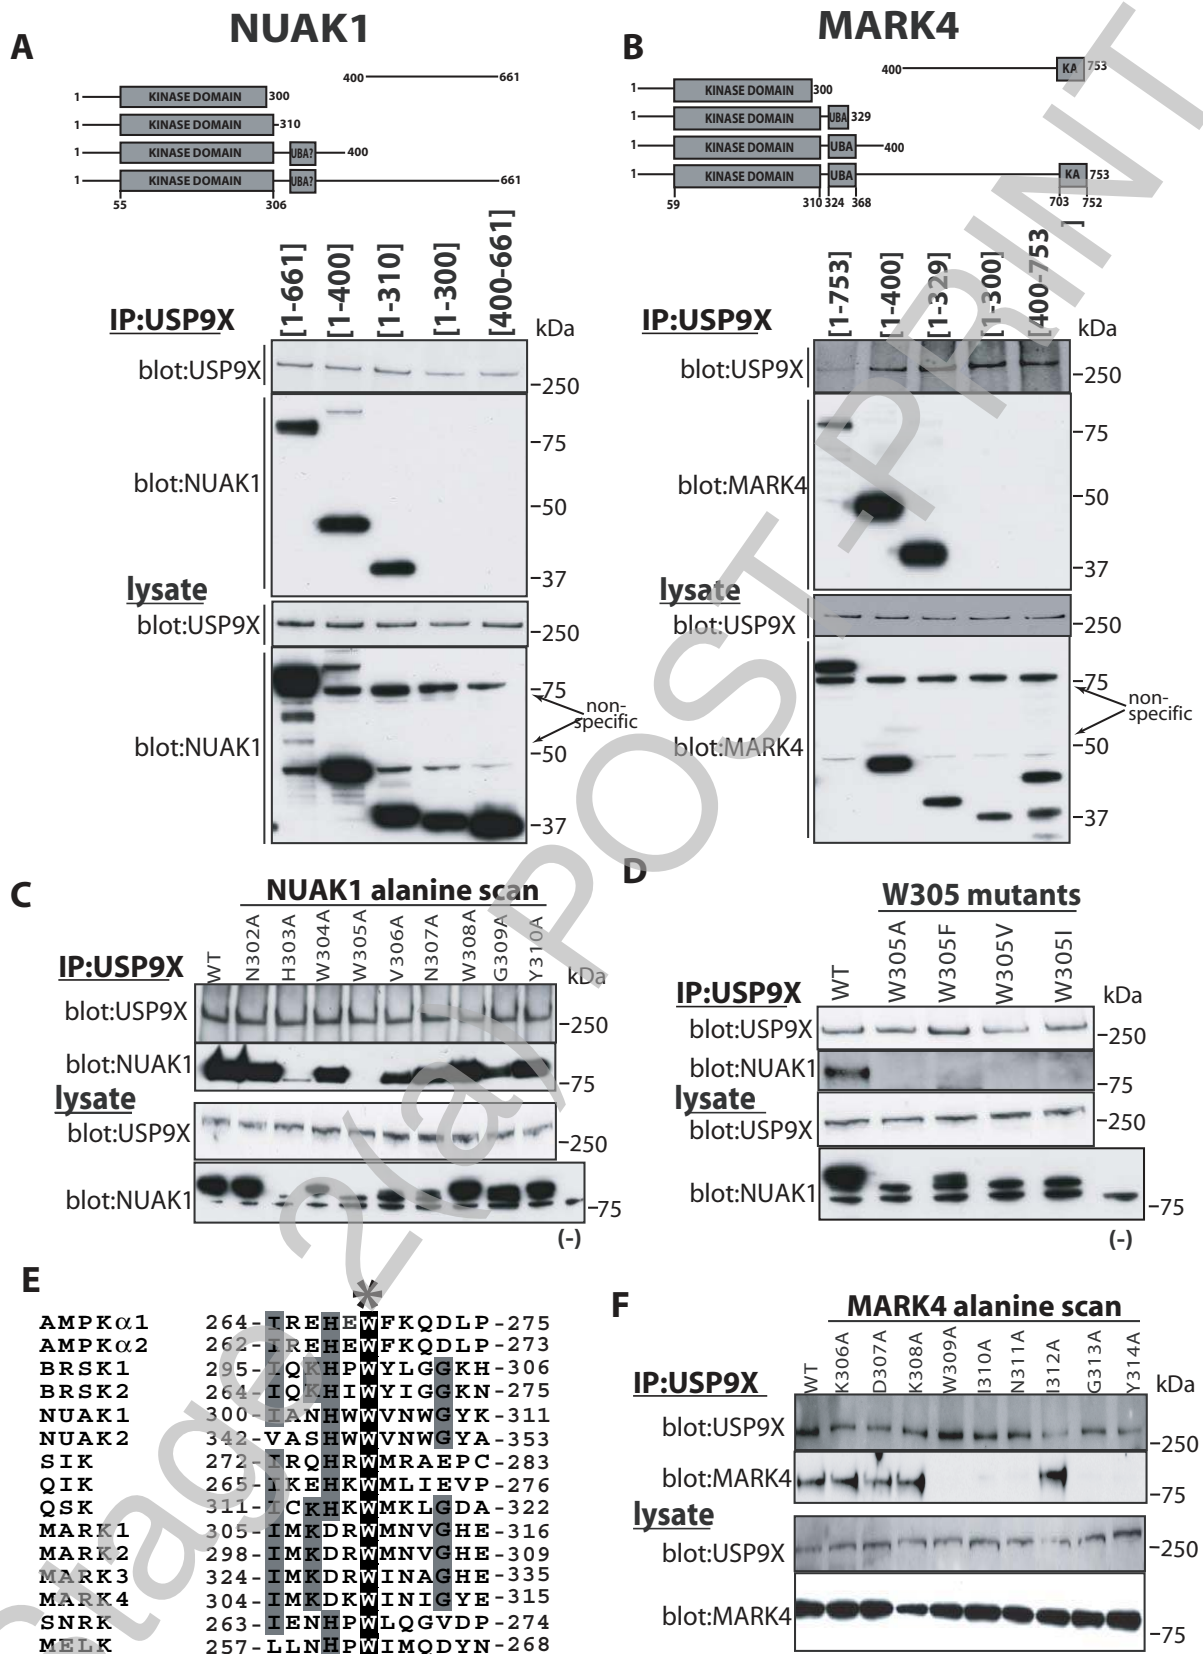 NUAK1
MARK4
A
400 661
1 KINASE DOMAIN 300
1 KINASE DOMAIN 310
1 KINASE DOMAIN UBA? 400
1 KINASE DOMAIN UBA? 661
55 306
[1-661] [1-400] [1-310] [1-300] [400-661]
IP:USP9X
kDa
blot:USP9X
-250
blot:NUAK1
-75
-50
-37
lysate
blot:USP9X
-250
blot:NUAK1
-75
non-
specific
-50
-37
B
400 KA 753
1 KINASE DOMAIN 300
1 KINASE DOMAIN UBA 329
1 KINASE DOMAIN UBA 400
1 KINASE DOMAIN UBA KA 753
59 310 324 368 703 752
[1-753] [1-400] [1-329] [1-300] [400-753]
IP:USP9X
kDa
blot:USP9X
-250
blot:MARK4
-75
-50
-37
lysate
blot:USP9X
-250
blot:MARK4
-75
non-
specific
-50
-37
C
NUAK1 alanine scan
WT N302A H303A W304A W305A V306A N307A W308A G309A Y310A
IP:USP9X
kDa
blot:USP9X
-250
blot:NUAK1
-75
lysate
blot:USP9X
-250
blot:NUAK1
-75
(-)
D
W305 mutants
WT W305A W305F W305V W305I
IP:USP9X
kDa
blot:USP9X
-250
blot:NUAK1
-75
lysate
blot:USP9X
-250
blot:NUAK1
-75
(-)
E
*
AMPKα1 264-IREHEWFKQDLP-275
AMPKα2 262-IREHEWFKQDLP-273
BRSK1 295-IQKHPWYLGGKH-306
BRSK2 264-IQKHIWYIGGKN-275
NUAK1 300-IANHWWVNWGYK-311
NUAK2 342-VASHWWVNWGYA-353
SIK 272-IRQHRWMRAEPC-283
QIK 265-IKEHKWMLIEVP-276
QSK 311-ICKHKWMKLGDA-322
MARK1 305-IMKDRWMNVGHE-316
MARK2 298-IMKDRWMNVGHE-309
MARK3 324-IMKDRWINAGHE-335
MARK4 304-IMKDKWINIGYE-315
SNRK 263-IENHPWLQGVDP-274
MELK 257-LLNHPWIMQDYN-268
F
MARK4 alanine scan
WT K306A D307A K308A W309A I310A N311A I312A G313A Y314A
IP:USP9X
kDa
blot:USP9X
-250
blot:MARK4
-75
lysate
blot:USP9X
-250
blot:MARK4
-75
Stage 2(a) POST-PRINT